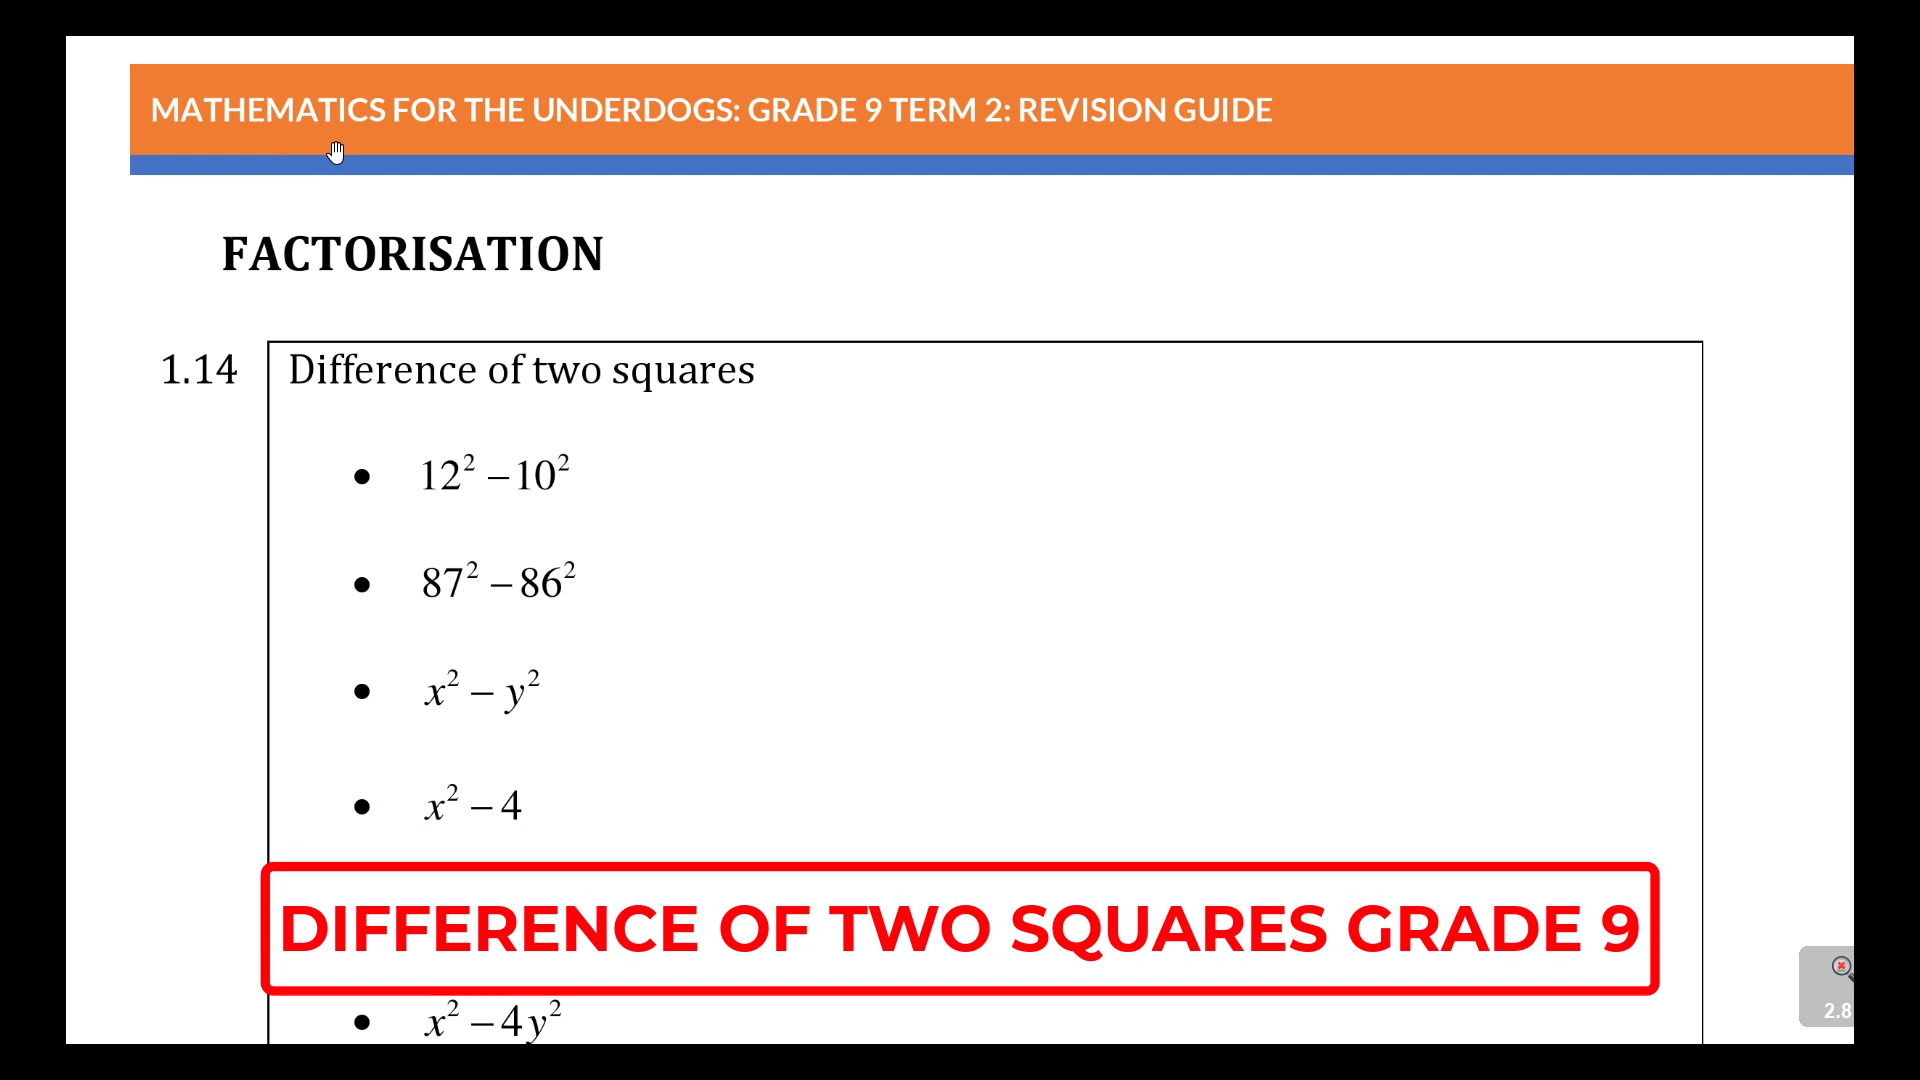 MATHEMATICS FOR THE UNDERDOGS: GRADE 9 TERM 2: REVISION GUIDE
FACTORISATION
1.14 Difference of two squares
• 12² – 10²
• 87² – 86²
• x² – y²
• x² – 4
DIFFERENCE OF TWO SQUARES GRADE 9
• x² – 4y²
2.8